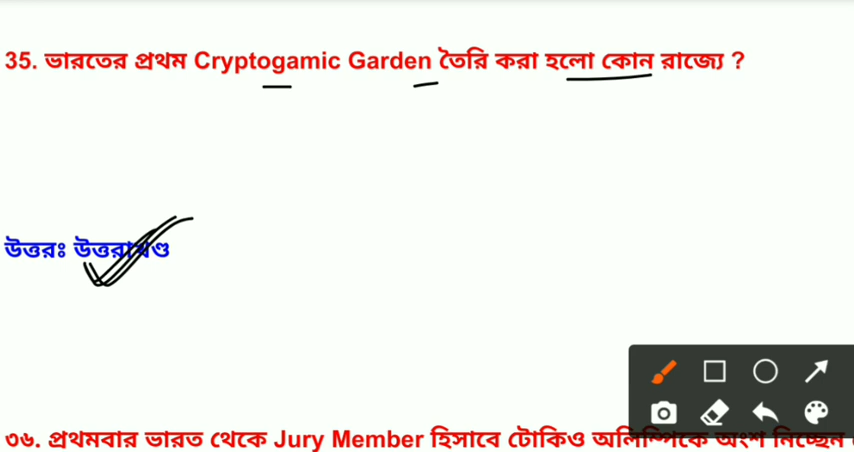 35. ভারতের প্রথম Cryptogamic Garden তৈরি করা হলো কোন রাজ্যে ?
উত্তরঃ উত্তরাখণ্ড
৩৬. প্রথমবার ভারত থেকে Jury Member হিসাবে টোকিও অলিম্পিকে অংশ নিচ্ছেন